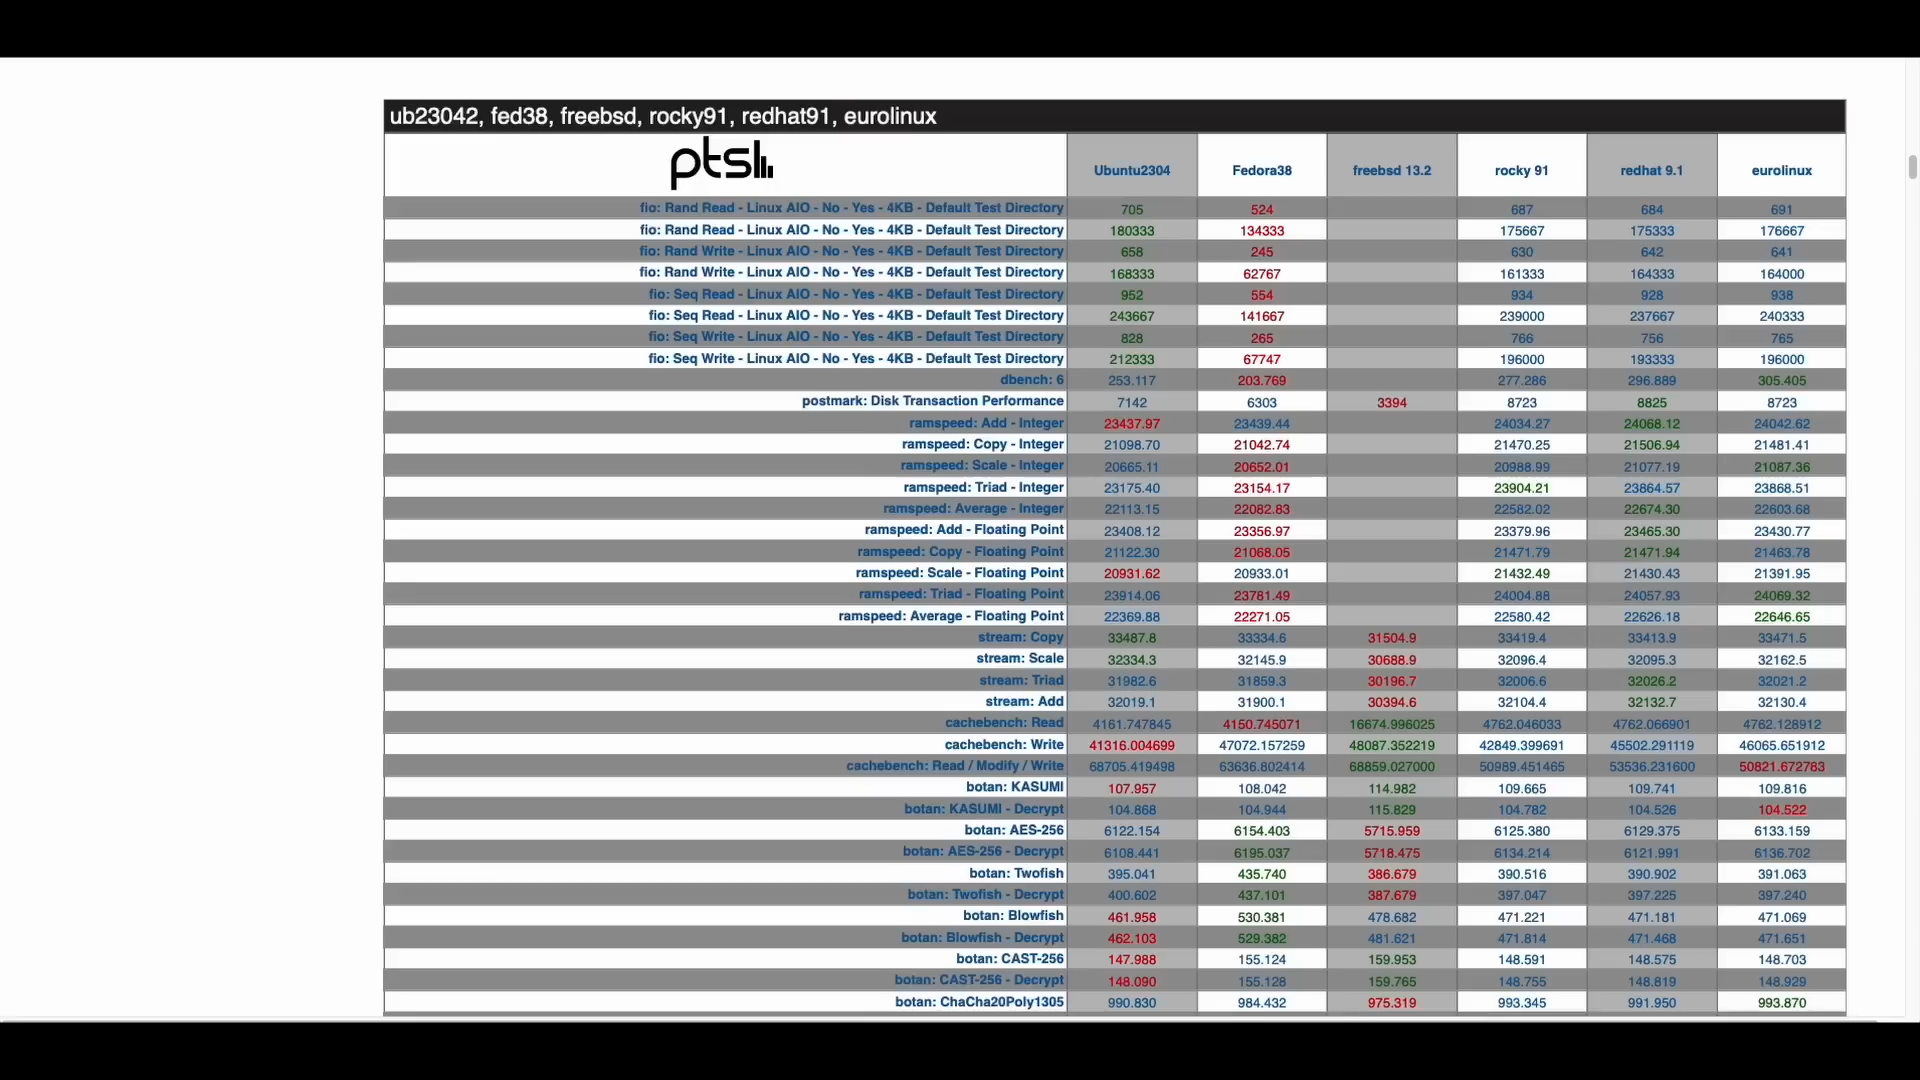 ub23042, fed38, freebsd, rocky91, redhat91, eurolinux
pts Ubuntu2304 Fedora38 freebsd 13.2 rocky 91 redhat 9.1 eurolinux
fio: Rand Read - Linux AIO - No - Yes - 4KB - Default Test Directory 705 524 687 684 691
fio: Rand Read - Linux AIO - No - Yes - 4KB - Default Test Directory 180333 134333 175667 175333 176667
fio: Rand Write - Linux AIO - No - Yes - 4KB - Default Test Directory 658 245 630 642 641
fio: Rand Write - Linux AIO - No - Yes - 4KB - Default Test Directory 168333 62767 161333 164333 164000
fio: Seq Read - Linux AIO - No - Yes - 4KB - Default Test Directory 952 554 934 928 938
fio: Seq Read - Linux AIO - No - Yes - 4KB - Default Test Directory 243667 141667 239000 237667 240333
fio: Seq Write - Linux AIO - No - Yes - 4KB - Default Test Directory 828 265 766 756 765
fio: Seq Write - Linux AIO - No - Yes - 4KB - Default Test Directory 212333 67747 196000 193333 196000
dbench: 6 253.117 203.769 277.286 296.889 305.405
postmark: Disk Transaction Performance 7142 6303 3394 8723 8825 8723
ramspeed: Add - Integer 23437.97 23439.44 24034.27 24068.12 24042.62
ramspeed: Copy - Integer 21098.70 21042.74 21470.25 21506.94 21481.41
ramspeed: Scale - Integer 20665.11 20652.01 20988.99 21077.19 21087.36
ramspeed: Triad - Integer 23175.40 23154.17 23904.21 23864.57 23868.51
ramspeed: Average - Integer 22113.15 22082.83 22582.02 22674.30 22603.68
ramspeed: Add - Floating Point 23408.12 23356.97 23379.96 23465.30 23430.77
ramspeed: Copy - Floating Point 21122.30 21068.05 21471.79 21471.94 21463.78
ramspeed: Scale - Floating Point 20931.62 20933.01 21432.49 21430.43 21391.95
ramspeed: Triad - Floating Point 23914.06 23781.49 24004.88 24057.93 24069.32
ramspeed: Average - Floating Point 22369.88 22271.05 22580.42 22626.18 22646.65
stream: Copy 33487.8 33334.6 31504.9 33419.4 33413.9 33471.5
stream: Scale 32334.3 32145.9 30688.9 32096.4 32095.3 32162.5
stream: Triad 31982.6 31859.3 30196.7 32006.6 32026.2 32021.2
stream: Add 32019.1 31900.1 30394.6 32104.4 32132.7 32130.4
cachebench: Read 4161.747845 4150.745071 16674.996025 4762.046033 4762.066901 4762.128912
cachebench: Write 41316.004699 47072.157259 48087.352219 42849.399691 45502.291119 46065.651912
cachebench: Read / Modify / Write 68705.419498 63636.802414 68859.027000 50989.451465 53536.231600 50821.672783
botan: KASUMI 107.957 108.042 114.982 109.665 109.741 109.816
botan: KASUMI - Decrypt 104.868 104.944 115.829 104.782 104.526 104.522
botan: AES-256 6122.154 6154.403 5715.959 6125.380 6129.375 6133.159
botan: AES-256 - Decrypt 6108.441 6195.037 5718.475 6134.214 6121.991 6136.702
botan: Twofish 395.041 435.740 386.679 390.516 390.902 391.063
botan: Twofish - Decrypt 400.602 437.101 387.679 397.047 397.225 397.240
botan: Blowfish 461.958 530.381 478.682 471.221 471.181 471.069
botan: Blowfish - Decrypt 462.103 529.382 481.621 471.814 471.468 471.651
botan: CAST-256 147.988 155.124 159.953 148.591 148.575 148.703
botan: CAST-256 - Decrypt 148.090 155.128 159.765 148.755 148.819 148.929
botan: ChaCha20Poly1305 990.830 984.432 975.319 993.345 991.950 993.870